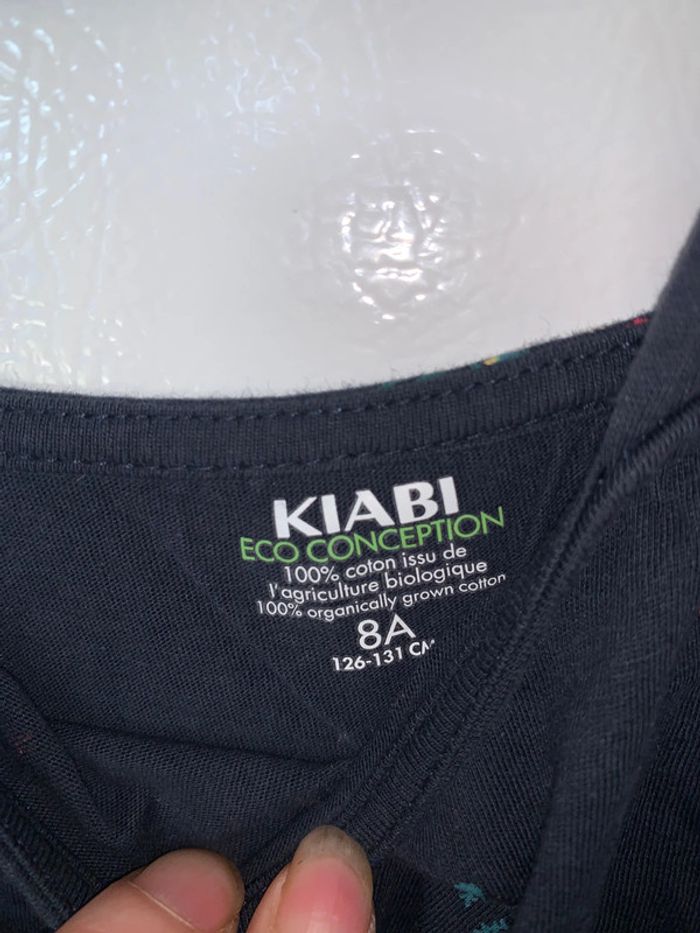 KIABI
ECO CONCEPTION
100% coton issu de
l'agriculture biologique
100% organically grown cotton
8A
126-131 CM